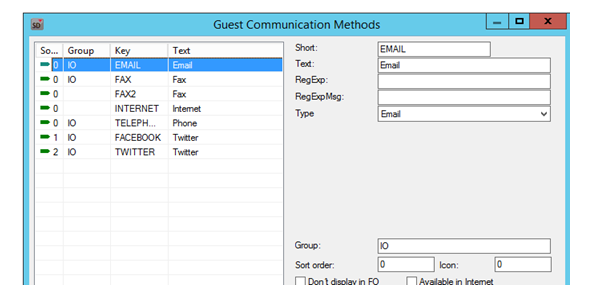 SD Guest Communication Methods
So... Group Key Text
0 IO EMAIL Email
0 IO FAX Fax
0 FAX2 Fax
0 INTERNET Internet
0 IO TELEPH... Phone
1 IO FACEBOOK Twitter
2 IO TWITTER Twitter
Short: EMAIL
Text: Email
RegExp:
RegExpMsg:
Type Email
Group: IO
Sort order: 0 Icon: 0
Don't display in FO Available in Internet